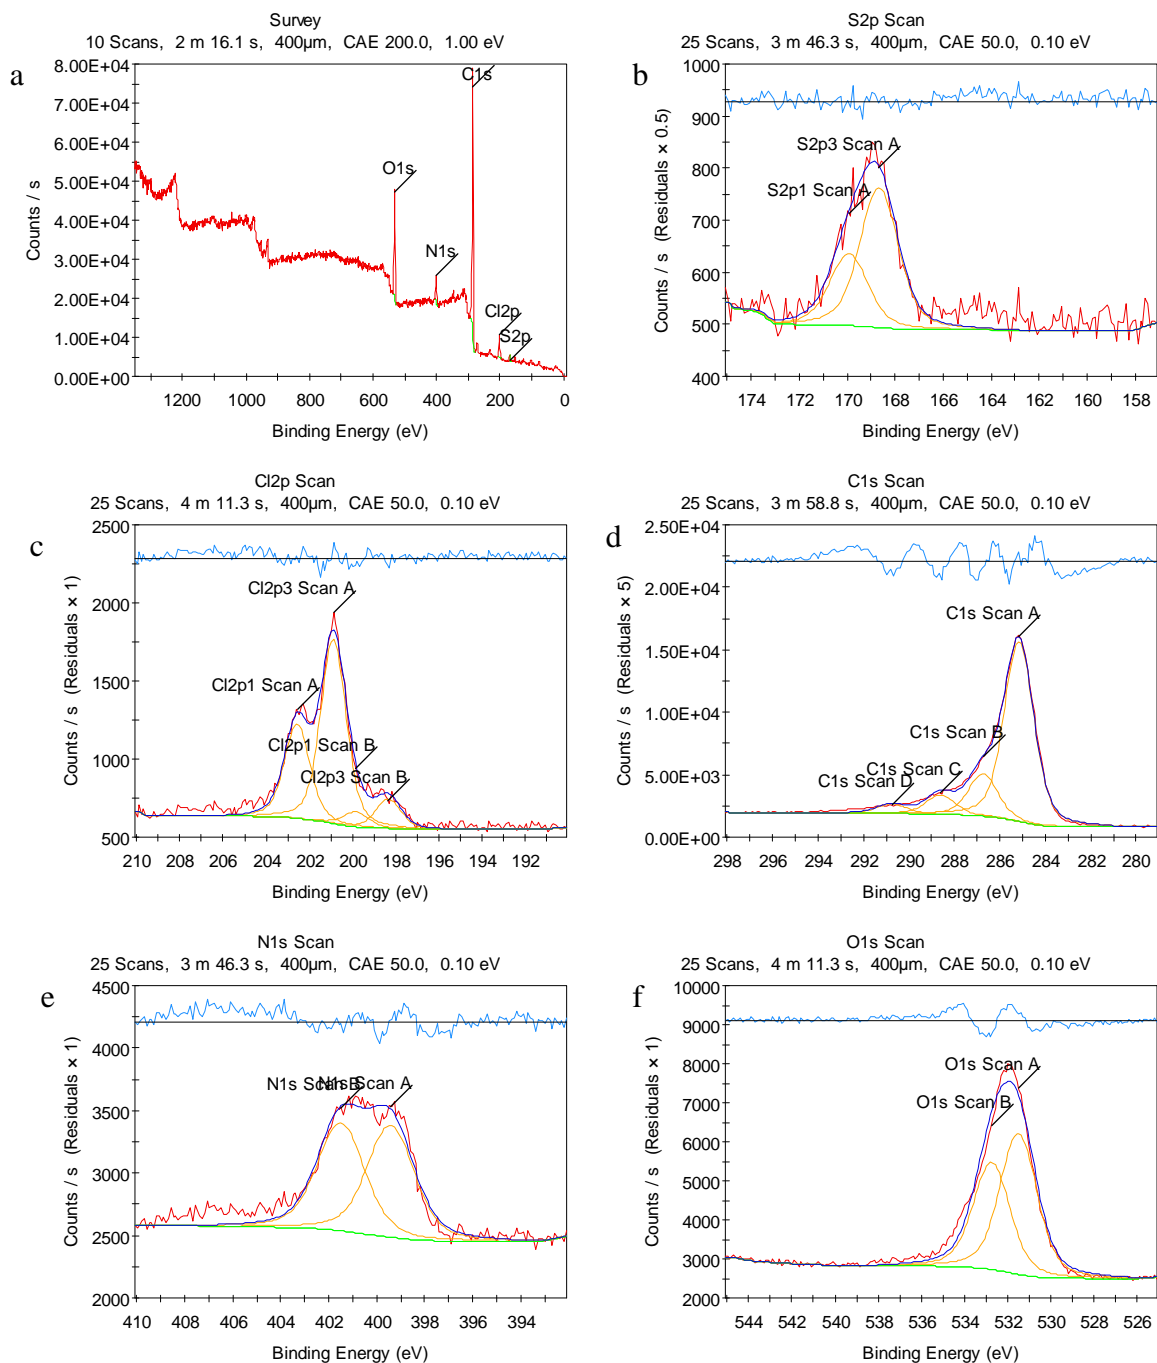 Survey
10 Scans, 2 m 16.1 s, 400µm, CAE 200.0, 1.00 eV
a
8.00E+04
7.00E+04
6.00E+04
5.00E+04
4.00E+04
3.00E+04
2.00E+04
1.00E+04
0.00E+00
Counts / s
C1s
O1s
N1s
Cl2p
S2p
1200 1000 800 600 400 200 0
Binding Energy (eV)
S2p Scan
25 Scans, 3 m 46.3 s, 400µm, CAE 50.0, 0.10 eV
b
1000
900
800
700
600
500
400
Counts / s (Residuals × 0.5)
S2p3 Scan A
S2p1 Scan A
174 172 170 168 166 164 162 160 158
Binding Energy (eV)
Cl2p Scan
25 Scans, 4 m 11.3 s, 400µm, CAE 50.0, 0.10 eV
c
2500
2000
1500
1000
500
Counts / s (Residuals × 1)
Cl2p3 Scan A
Cl2p1 Scan A
Cl2p1 Scan B
Cl2p3 Scan B
210 208 206 204 202 200 198 196 194 192
Binding Energy (eV)
C1s Scan
25 Scans, 3 m 58.8 s, 400µm, CAE 50.0, 0.10 eV
d
2.50E+04
2.00E+04
1.50E+04
1.00E+04
5.00E+03
0.00E+00
Counts / s (Residuals × 5)
C1s Scan A
C1s Scan B
C1s Scan C
C1s Scan D
298 296 294 292 290 288 286 284 282 280
Binding Energy (eV)
N1s Scan
25 Scans, 3 m 46.3 s, 400µm, CAE 50.0, 0.10 eV
e
4500
4000
3500
3000
2500
2000
Counts / s (Residuals × 1)
N1s Scan B
N1s Scan A
410 408 406 404 402 400 398 396 394
Binding Energy (eV)
O1s Scan
25 Scans, 4 m 11.3 s, 400µm, CAE 50.0, 0.10 eV
f
10000
9000
8000
7000
6000
5000
4000
3000
2000
Counts / s (Residuals × 1)
O1s Scan A
O1s Scan B
544 542 540 538 536 534 532 530 528 526
Binding Energy (eV)